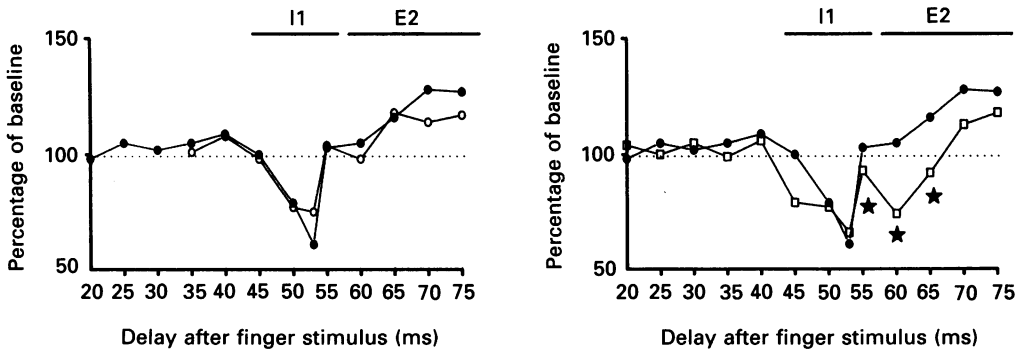 I1 E2
150
100
50
Percentage of baseline
20 25 30 35 40 45 50 55 60 65 70 75
Delay after finger stimulus (ms)
I1 E2
150
100
50
Percentage of baseline
20 25 30 35 40 45 50 55 60 65 70 75
Delay after finger stimulus (ms)